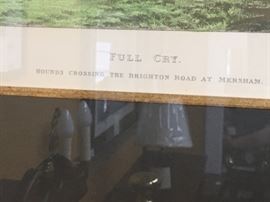 FULL CRY.
HOUNDS CROSSING THE BRIGHTON ROAD AT MERSHAM.